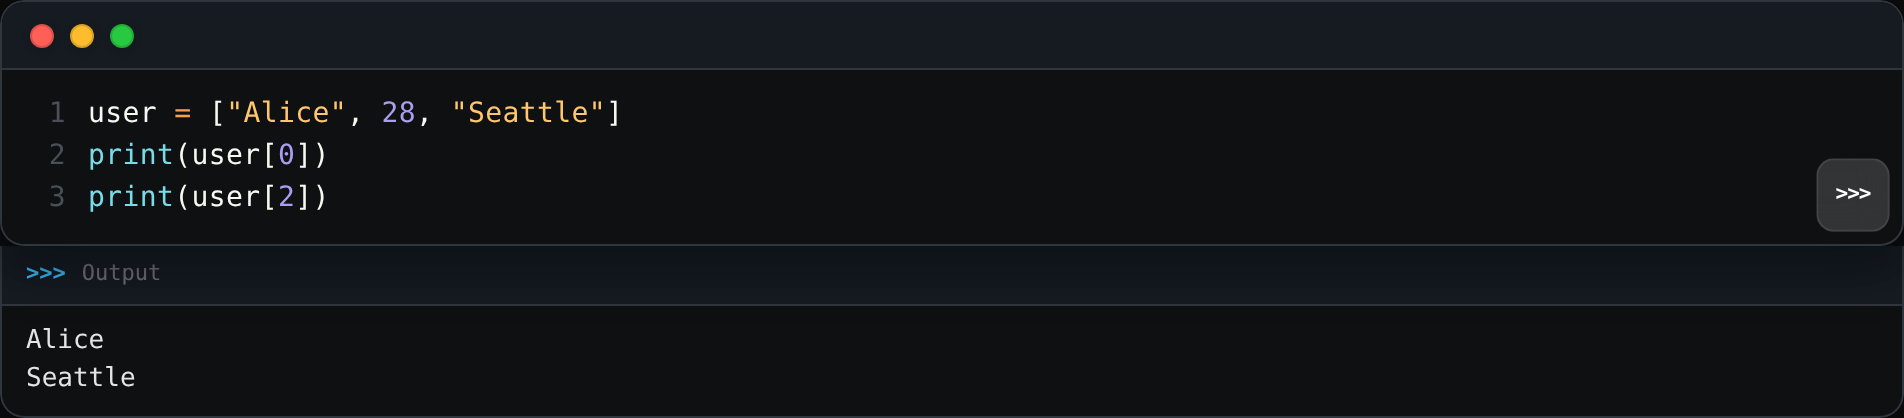 1 user = ["Alice", 28, "Seattle"]
2 print(user[0])
3 print(user[2])
>>>
>>> Output
Alice
Seattle